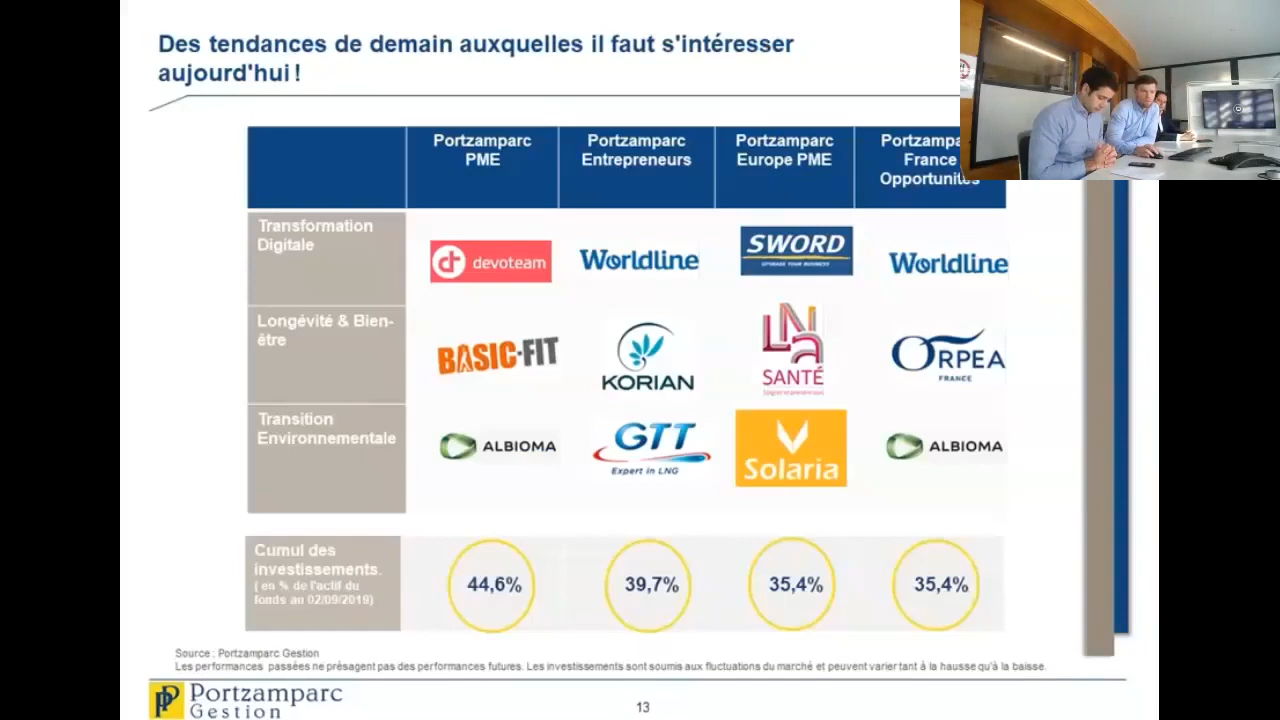 Des tendances de demain auxquelles il faut s'intéresser
aujourd'hui !
Portzamparc
PME
Portzamparc
Entrepreneurs
Portzamparc
Europe PME
Portzampa
France
Opportunités
Transformation
Digitale
devoteam
Worldline
SWORD
Worldline
Longévité & Bien-
être
BASIC-FIT
KORIAN
LNa
SANTÉ
ORPEA
FRANCE
Transition
Environnementale
ALBIOMA
GTT
Expert in LNG
Solaria
ALBIOMA
Cumul des
investissements.
( en % de l'actif du
fonds au 02/09/2019)
44,6%
39,7%
35,4%
35,4%
Source : Portzamparc Gestion
Les performances passées ne présagent pas des performances futures. Les investissements sont soumis aux fluctuations du marché et peuvent varier tant à la hausse qu'à la baisse.
Portzamparc
Gestion
13